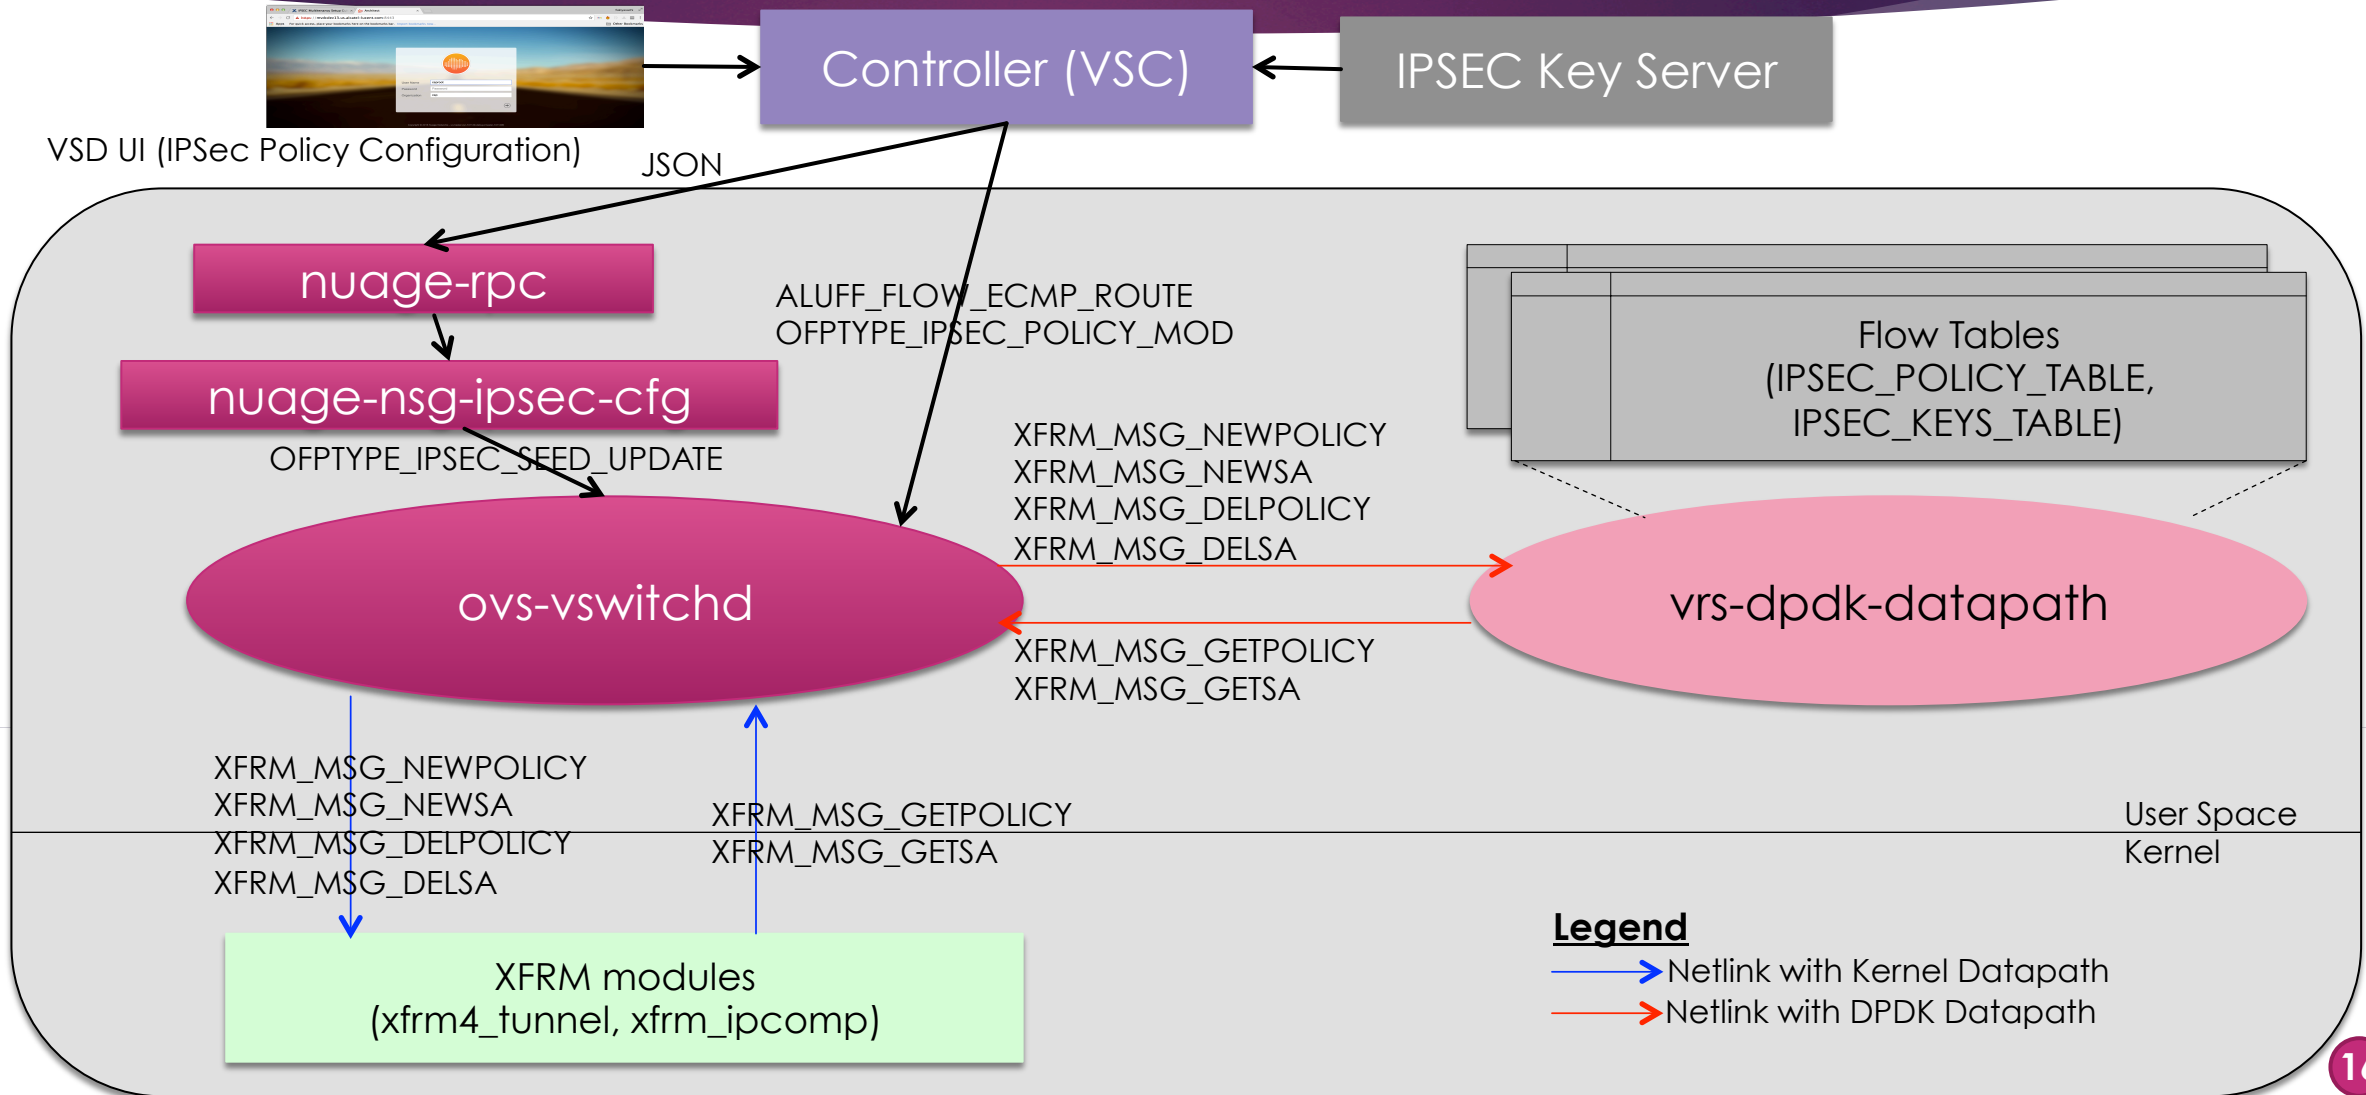 Controller (VSC)
IPSEC Key Server
VSD UI (IPSec Policy Configuration)
JSON
nuage-rpc
ALUFF_FLOW_ECMP_ROUTE
OFPTYPE_IPSEC_POLICY_MOD
nuage-nsg-ipsec-cfg
OFPTYPE_IPSEC_SEED_UPDATE
Flow Tables
(IPSEC_POLICY_TABLE,
IPSEC_KEYS_TABLE)
XFRM_MSG_NEWPOLICY
XFRM_MSG_NEWSA
XFRM_MSG_DELPOLICY
XFRM_MSG_DELSA
ovs-vswitchd
vrs-dpdk-datapath
XFRM_MSG_GETPOLICY
XFRM_MSG_GETSA
XFRM_MSG_NEWPOLICY
XFRM_MSG_NEWSA
XFRM_MSG_DELPOLICY
XFRM_MSG_DELSA
XFRM_MSG_GETPOLICY
XFRM_MSG_GETSA
User Space
Kernel
XFRM modules
(xfrm4_tunnel, xfrm_ipcomp)
Legend
Netlink with Kernel Datapath
Netlink with DPDK Datapath